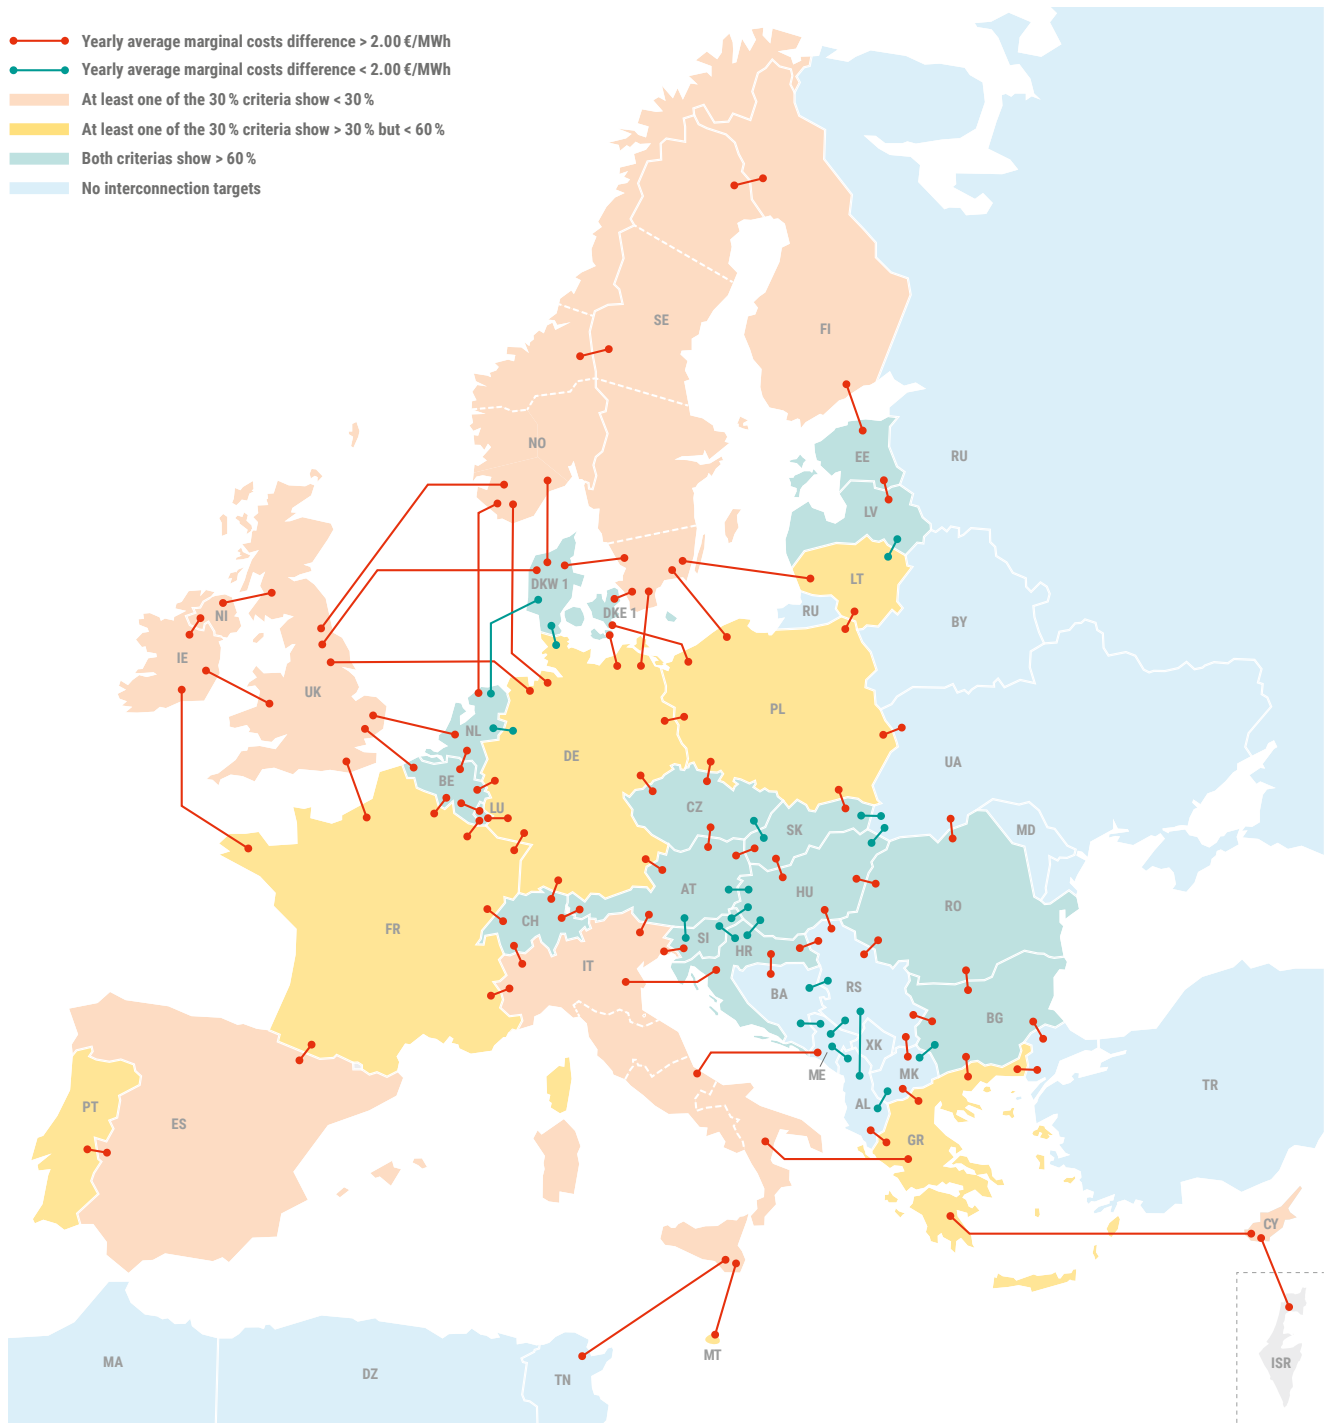 Yearly average marginal costs difference > 2.00 €/MWh
Yearly average marginal costs difference < 2.00 €/MWh
At least one of the 30 % criteria show < 30 %
At least one of the 30 % criteria show > 30 % but < 60 %
Both criterias show > 60 %
No interconnection targets
SE
FI
NO
EE
RU
LV
DKW 1
LT
RU
DKE 1
NI
BY
IE
UK
PL
NL
DE
UA
BE
LU
CZ
SK
MD
AT
HU
RO
CH
FR
SI
HR
IT
BA
RS
BG
XK
ME
MK
TR
PT
AL
ES
GR
CY
MT
MA
DZ
TN
ISR